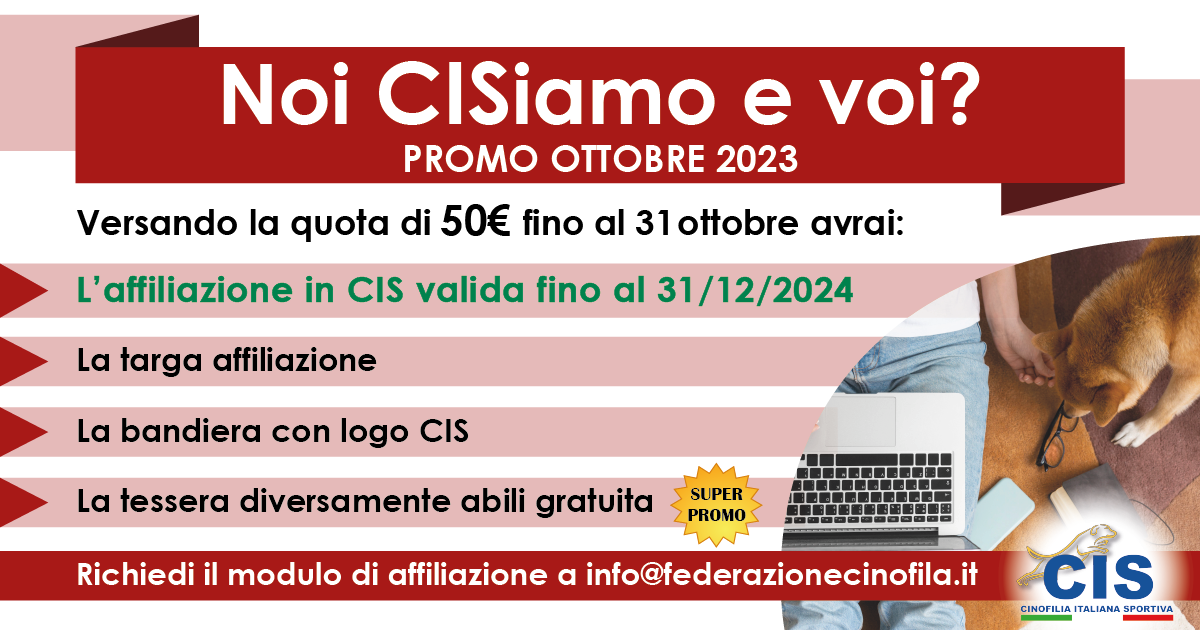 Noi CISiamo e voi?
PROMO OTTOBRE 2023
Versando la quota di 50€ fino al 31 ottobre avrai:
L'affiliazione in CIS valida fino al 31/12/2024
La targa affiliazione
La bandiera con logo CIS
La tessera diversamente abili gratuita
SUPER
PROMO
Richiedi il modulo di affiliazione a info@federazionecinofila.it
CIS
CINOFILIA ITALIANA SPORTIVA